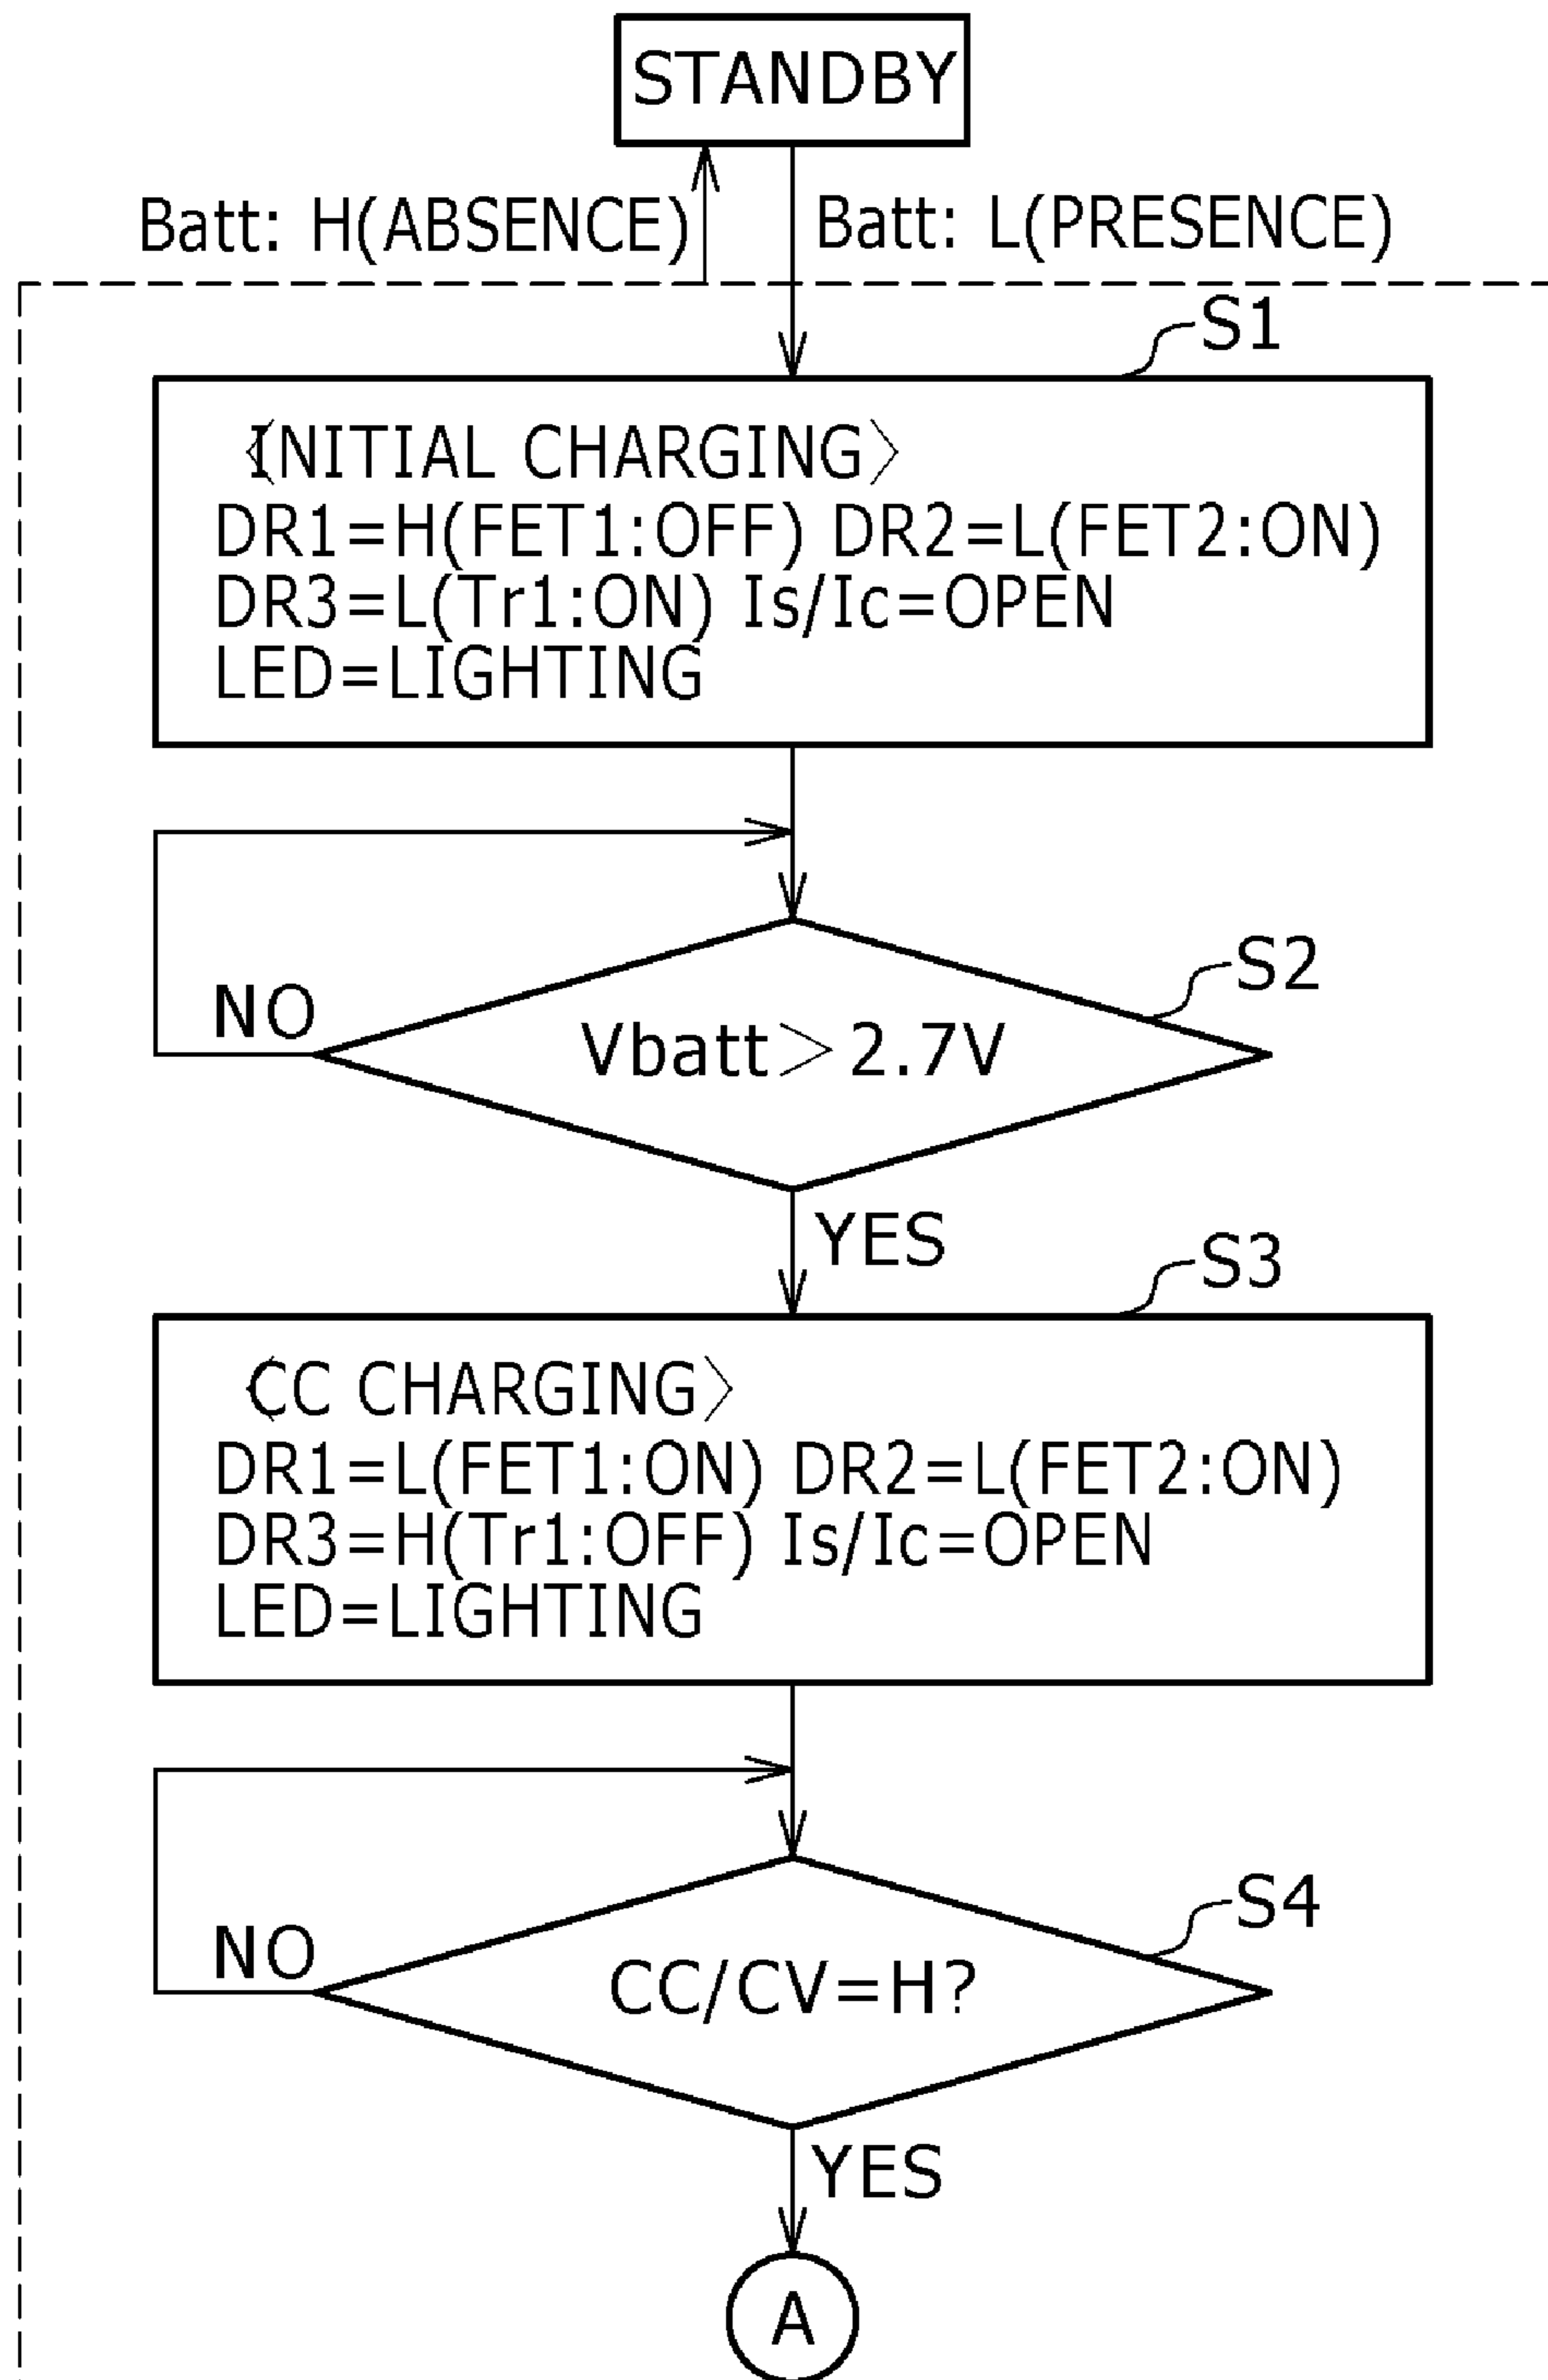 STANDBY
Batt: H(ABSENCE)
Batt: L(PRESENCE)
S1
〈INITIAL CHARGING〉
DR1=H(FET1:OFF) DR2=L(FET2:ON)
DR3=L(Tr1:ON) Is/Ic=OPEN
LED=LIGHTING
S2
NO
Vbatt＞2.7V
YES
S3
〈CC CHARGING〉
DR1=L(FET1:ON) DR2=L(FET2:ON)
DR3=H(Tr1:OFF) Is/Ic=OPEN
LED=LIGHTING
S4
NO
CC/CV=H?
YES
A